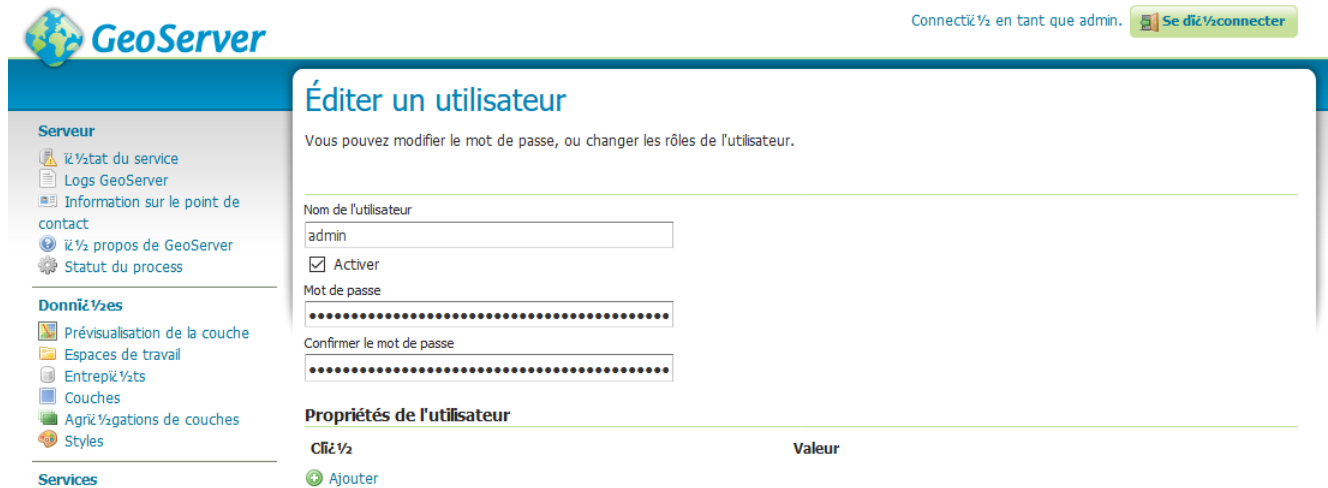 GeoServer
Connectï¿½ en tant que admin.
Se dï¿½connecter
Éditer un utilisateur
Vous pouvez modifier le mot de passe, ou changer les rôles de l'utilisateur.
Serveur
ï¿½tat du service
Logs GeoServer
Information sur le point de
contact
ï¿½ propos de GeoServer
Statut du process
Donnï¿½es
Prévisualisation de la couche
Espaces de travail
Entrepï¿½ts
Couches
Agrï¿½gations de couches
Styles
Services
Nom de l'utilisateur
admin
Activer
Mot de passe
Confirmer le mot de passe
Propriétés de l'utilisateur
Clï¿½ Valeur
Ajouter